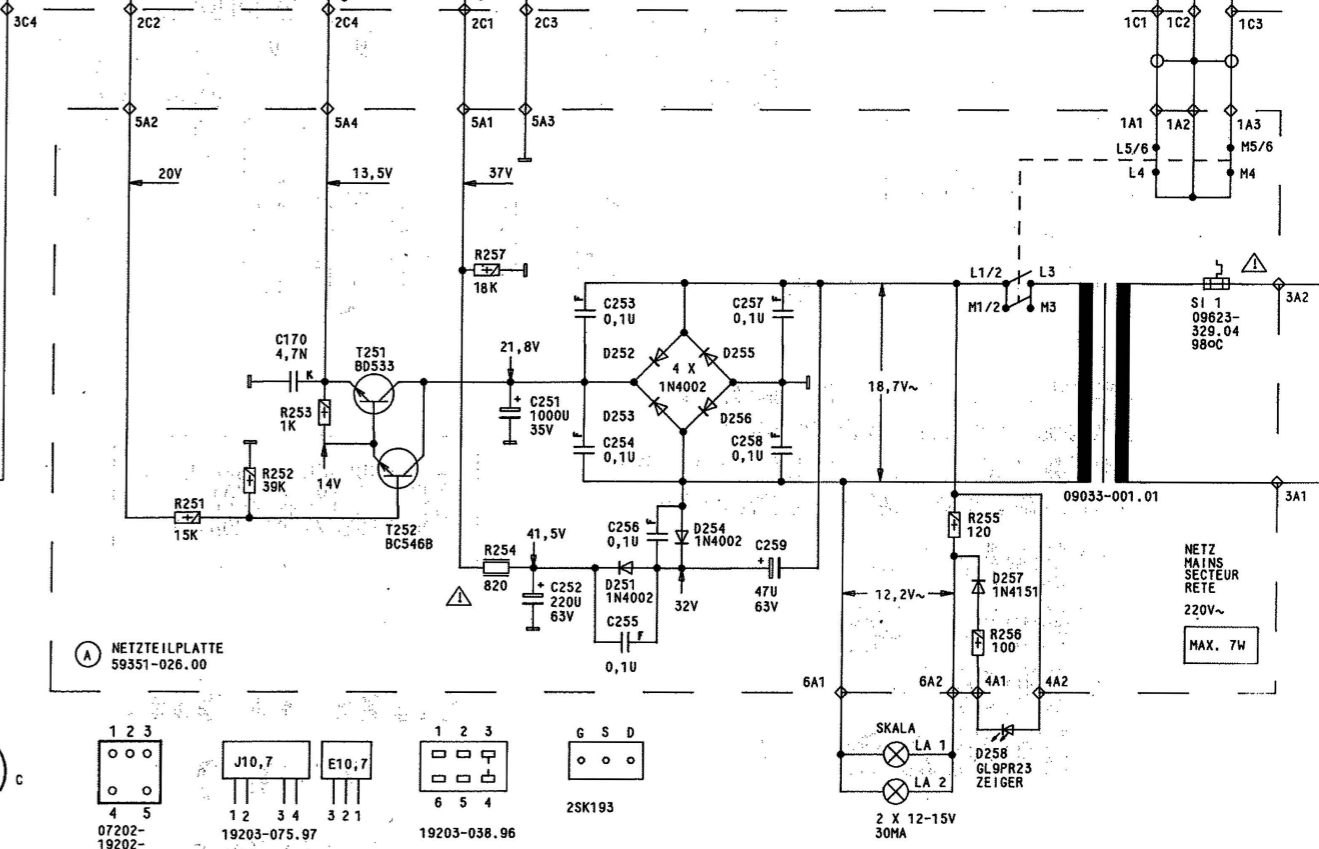 3C4
2C2
2C4
2C1
2C3
1C1
1C2
1C3
5A2
5A4
5A1
5A3
1A1
1A2
1A3
L5/6
M5/6
L4
M4
20V
13,5V
37V
R257
18K
L1/2
L3
M1/2
M3
SI 1
09623-
329.04
98ºC
3A2
C253
0,1U
C257
0,1U
C170
4,7N
K
T251
BD533
21,8V
D252
D255
4 X
1N4002
18,7V~
R253
1K
C251
1000U
35V
+
D253
D256
C254
0,1U
C258
0,1U
14V
R252
39K
R251
15K
T252
BC546B
09033-001.01
3A1
R254
820
41,5V
C256
0,1U
D254
1N4002
C259
+
47U
63V
R255
120
+
C252
220U
63V
D251
1N4002
32V
C255
F
0,1U
12,2V~
D257
1N4151
R256
100
NETZ
MAINS
SECTEUR
RETE
220V~
MAX. 7W
A
NETZTEILPLATTE
59351-026.00
6A1
6A2
4A1
4A2
SKALA
LA 1
LA 2
2 X 12-15V
30MA
D258
GL9PR23
ZEIGER
C
1 2 3
4 5
07202-
19202-
J10,7
E10,7
1 2 3 4
3 2 1
19203-075.97
1 2 3
6 5 4
19203-038.96
G S D
2SK193